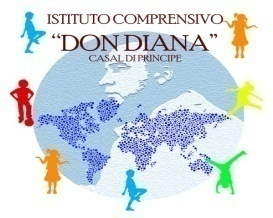 ISTITUTO COMPRENSIVO
“DON DIANA”
CASAL DI PRINCIPE